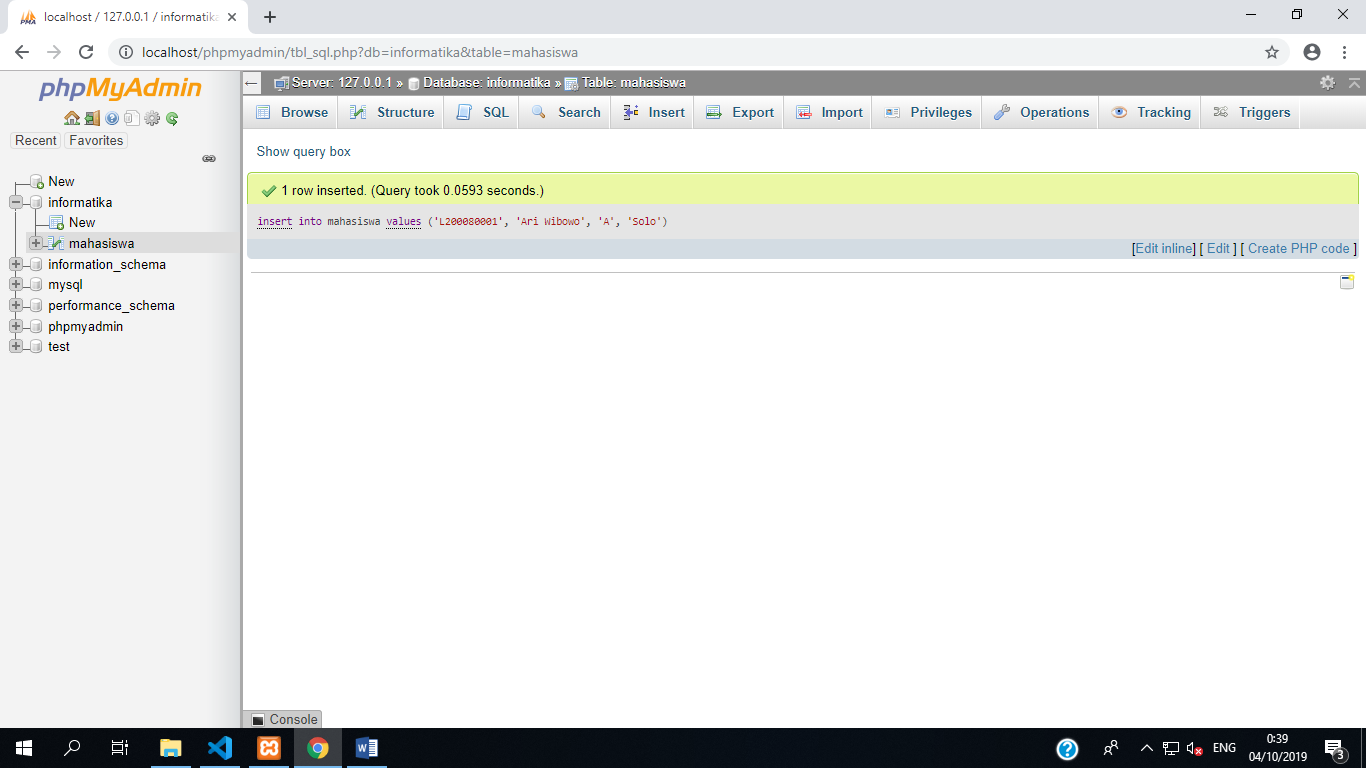 localhost / 127.0.0.1 / informatika
localhost/phpmyadmin/tbl_sql.php?db=informatika&table=mahasiswa
phpMyAdmin
Recent Favorites
New
informatika
New
mahasiswa
information_schema
mysql
performance_schema
phpmyadmin
test
Server: 127.0.0.1 » Database: informatika » Table: mahasiswa
Browse Structure SQL Search Insert Export Import Privileges Operations Tracking Triggers
Show query box
1 row inserted. (Query took 0.0593 seconds.)
insert into mahasiswa values ('L200080001', 'Ari Wibowo', 'A', 'Solo')
[Edit inline] [ Edit ] [ Create PHP code ]
Console
ENG
0:39
04/10/2019
3